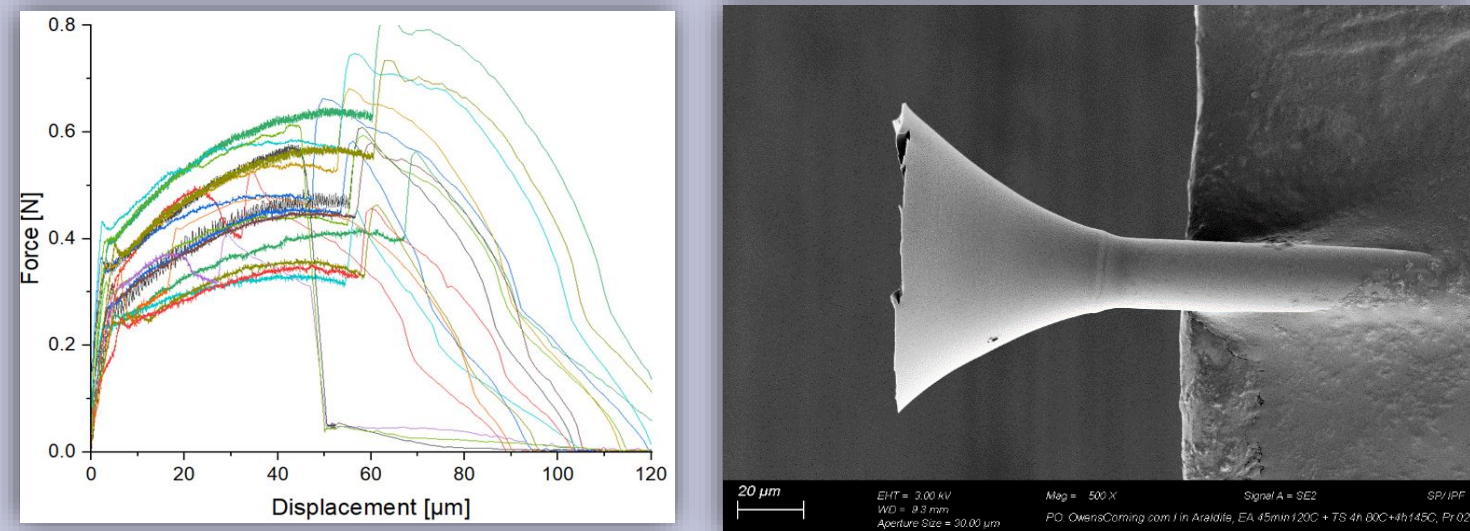 0.8
0.6
0.4
0.2
0.0
Force [N]
0 20 40 60 80 100 120
Displacement [µm]
20 µm
EHT = 3.00 kV
WD = 9.3 mm
Aperture Size = 30.00 µm
Mag = 500 X
Signal A = SE2
SP/ IPF
PO. OwensCorning com I in Araldite, EA 45min120C + TS 4h 80C+4h145C, Pr.02